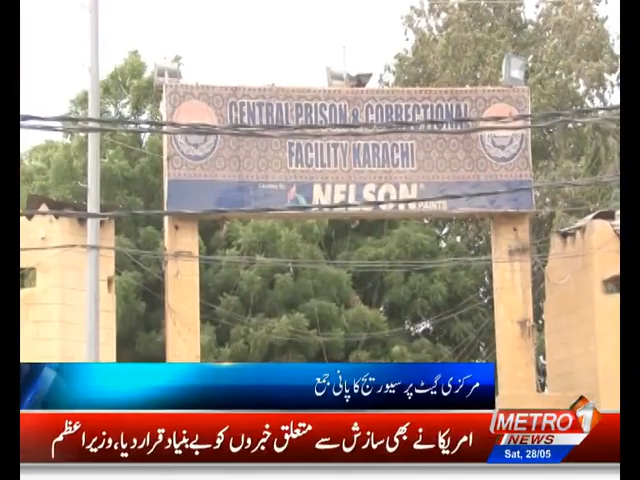 CENTRAL PRISON & CORRECTIONAL
FACILITY KARACHI
NELSON®
PAINTS
مرکزی گیٹ پر سیوریج کا پانی جمع
امریکا نے بھی سازش سے متعلق خبروں کو بے بنیاد قرار دیا، وزیراعظم
METRO 1
NEWS
Sat, 28/05